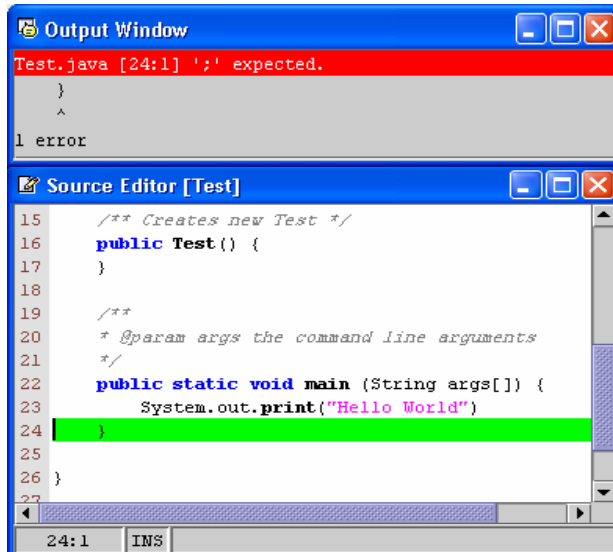 Output Window
Test.java [24:1] ';' expected.
}
^
1 error
Source Editor [Test]
15 /** Creates new Test */
16 public Test() {
17 }
18
19 /**
20 * @param args the command line arguments
21 */
22 public static void main (String args[]) {
23 System.out.print("Hello World")
24 }
25
26 }
27
24:1 INS